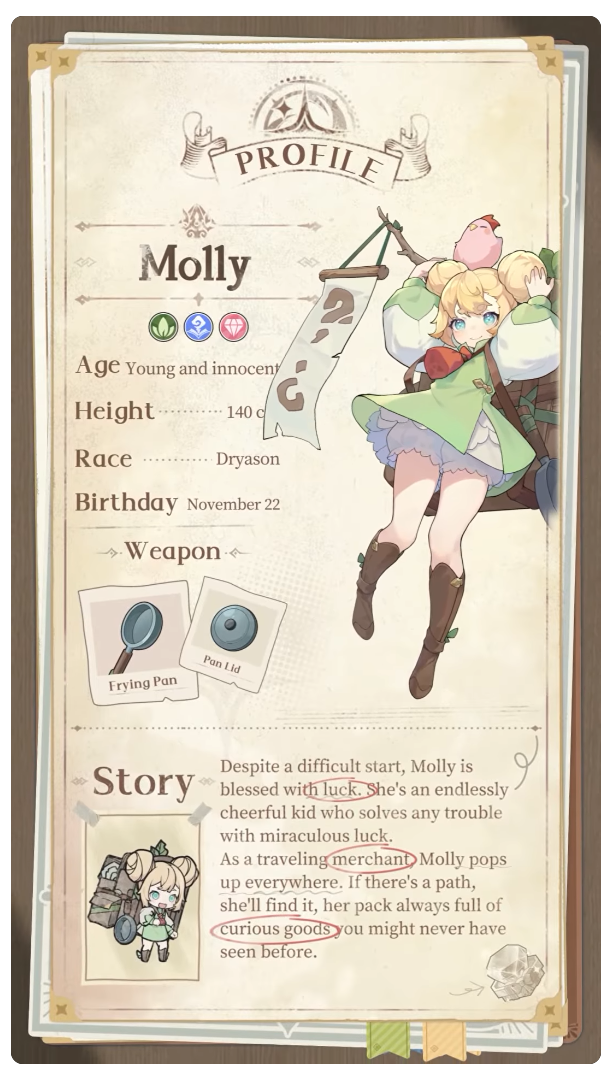 PROFILE
Molly
Age Young and innocent
Height ·········· 140 c
Race ·········· Dryason
Birthday November 22
Weapon
Frying Pan
Pan Lid
Story
Despite a difficult start, Molly is
blessed with luck. She's an endlessly
cheerful kid who solves any trouble
with miraculous luck.
As a traveling merchant, Molly pops
up everywhere. If there's a path,
she'll find it, her pack always full of
curious goods you might never have
seen before.